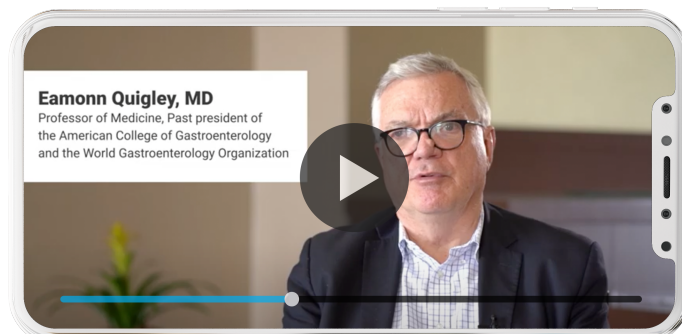 Eamonn Quigley, MD
Professor of Medicine, Past president of
the American College of Gastroenterology
and the World Gastroenterology Organization